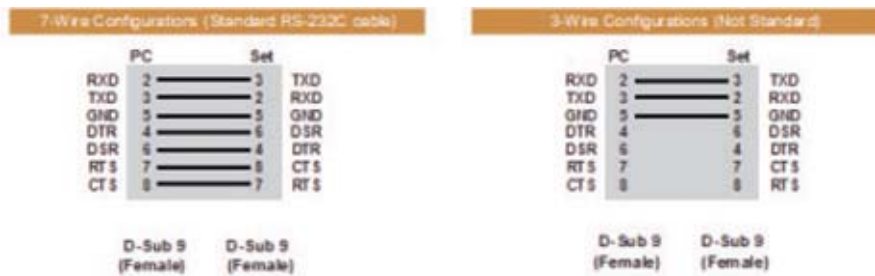 7-Wire Configurations (Standard RS-232C cable)
PC Set
RXD 2 3 TXD
TXD 3 2 RXD
GND 5 5 GND
DTR 4 6 DSR
DSR 6 4 DTR
RTS 7 8 CTS
CTS 8 7 RTS
D-Sub 9 D-Sub 9
(Female) (Female)
3-Wire Configurations (Not Standard)
PC Set
RXD 2 3 TXD
TXD 3 2 RXD
GND 5 5 GND
DTR 4 6 DSR
DSR 6 4 DTR
RTS 7 8 CTS
CTS 8 7 RTS
D-Sub 9 D-Sub 9
(Female) (Female)